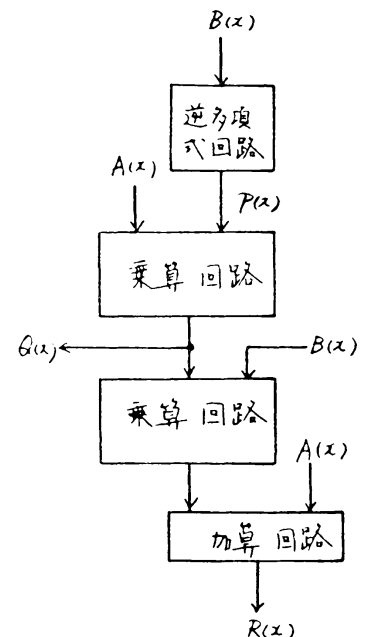 B(x)
逆多項
式回路
A(x)
P(x)
乗算回路
Q(x)
B(x)
乗算回路
A(x)
加算回路
R(x)